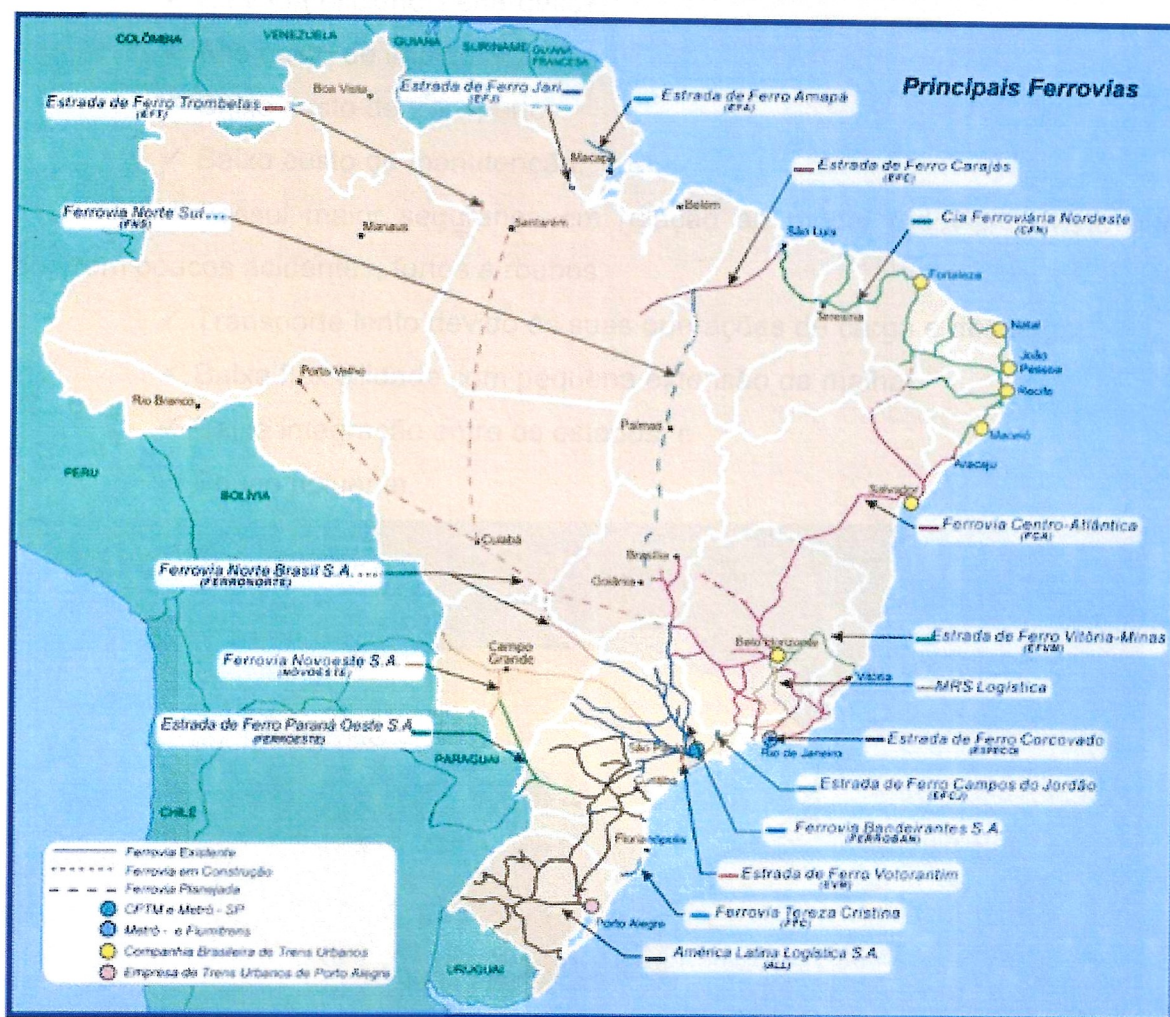 COLÔMBIA
VENEZUELA
GUIANA
SURINAME
GUIANA
FRANCESA
Principais Ferrovias
Boa Vista
Estrada de Ferro Jari
(EFJ)
Estrada de Ferro Trombetas
(EFT)
Estrada de Ferro Amapá
(EFA)
Macapá
Estrada de Ferro Carajás
(EFC)
Ferrovia Norte Sul
(FNS)
Manaus
Santarém
Belém
São Luis
Cia Ferroviária Nordeste
(CFN)
Fortaleza
Teresina
Natal
João
Pessoa
Recife
Porto Velho
Rio Branco
Palmas
Maceió
Aracaju
PERU
BOLÍVIA
Salvador
Ferrovia Centro-Atlântica
(FCA)
Cuiabá
Brasília
Goiânia
Ferrovia Norte Brasil S.A.
(FERRONORTE)
Belo Horizonte
Estrada de Ferro Vitória-Minas
(EFVM)
Ferrovia Novoeste S.A.
(NOVOESTE)
Campo
Grande
Vitória
MRS Logística
Estrada de Ferro Paraná Oeste S.A.
(FERROESTE)
PARAGUAI
São Paulo
Rio de Janeiro
Estrada de Ferro Corcovado
(ESFECO)
Curitiba
Estrada de Ferro Campos do Jordão
(EFCJ)
CHILE
Ferrovia Bandeirantes S.A.
(FERROBAN)
Florianópolis
Estrada de Ferro Votorantim
(EVM)
Ferrovia Tereza Cristina
Porto Alegre
América Latina Logística S.A.
(ALL)
URUGUAI
Ferrovia Existente
Ferrovia em Construção
Ferrovia Planejada
CPTM e Metrô - SP
Metrô - e Flumitrens
Companhia Brasileira de Trens Urbanos
Empresa de Trens Urbanos de Porto Alegre